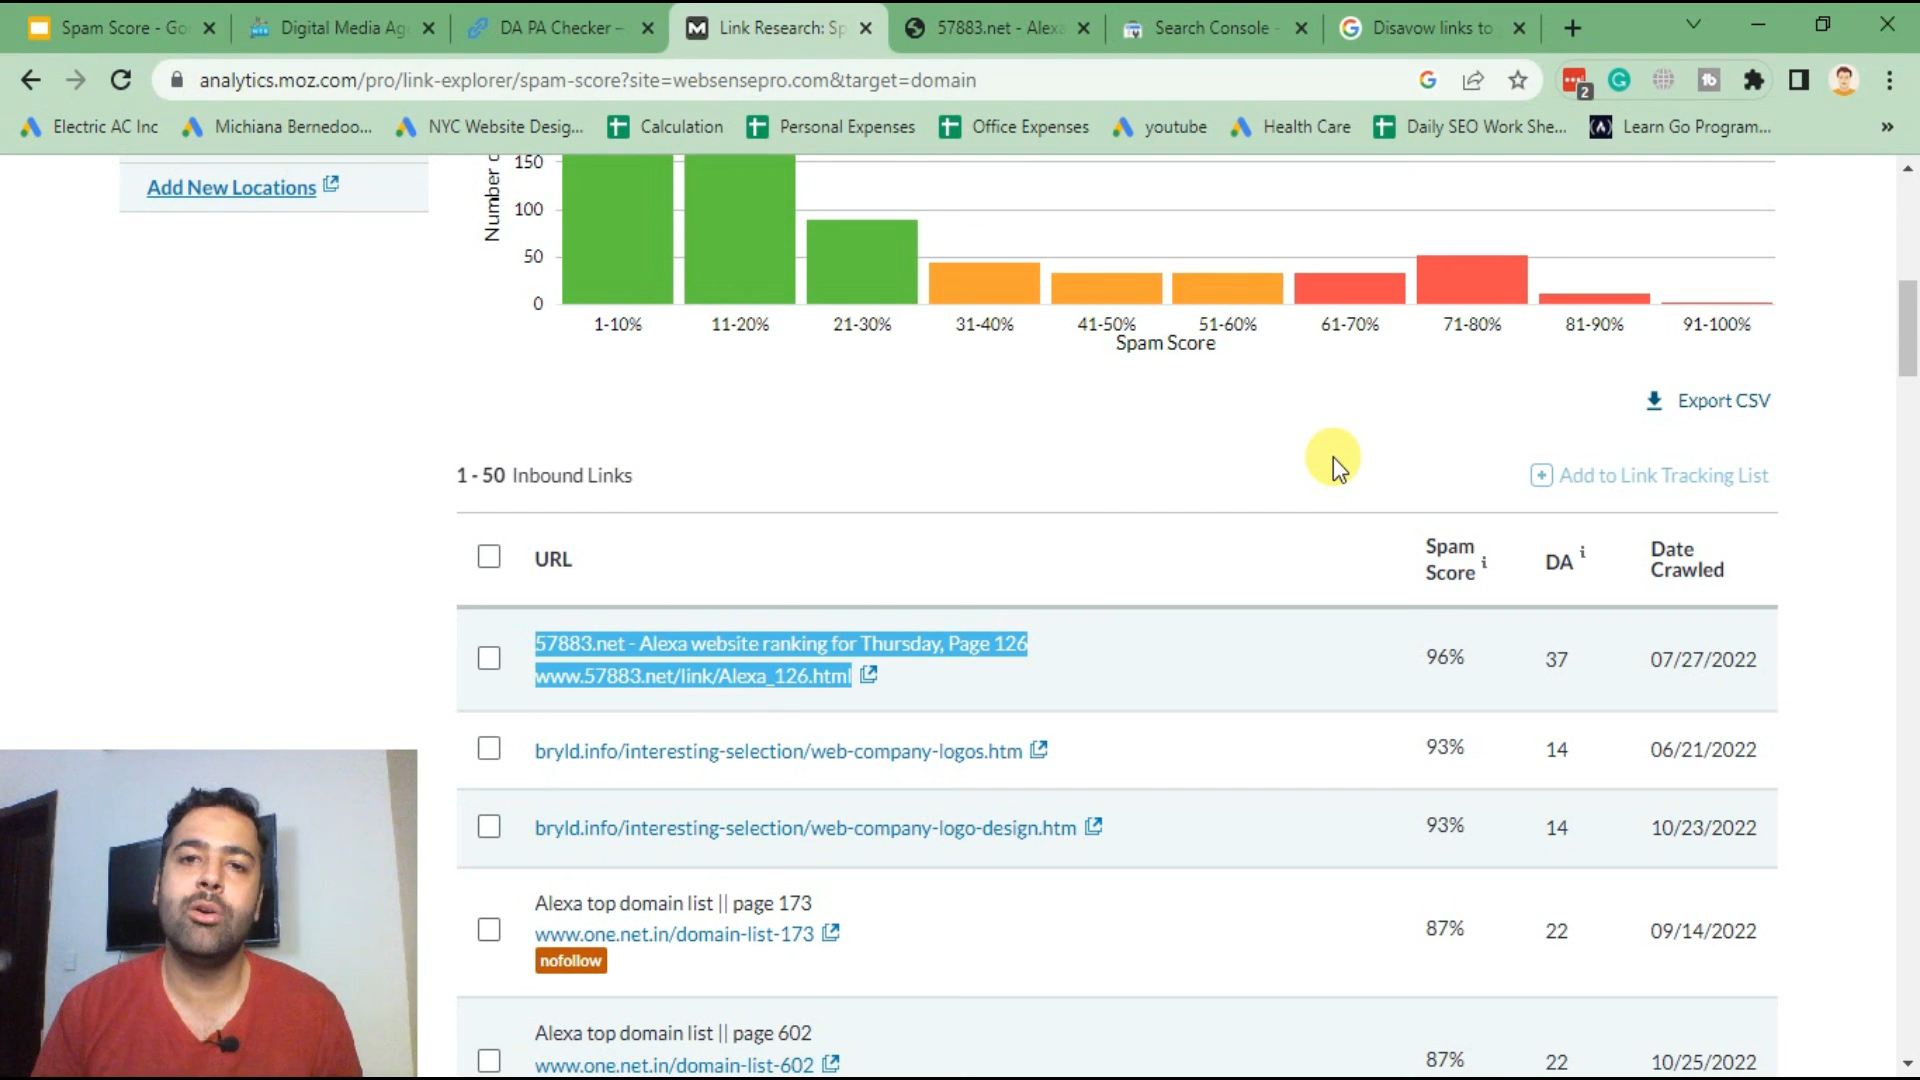 Spam Score - Go
Digital Media Ag
DA PA Checker –
Link Research: Sp
57883.net - Alexa
Search Console -
Disavow links to
analytics.moz.com/pro/link-explorer/spam-score?site=websensepro.com&target=domain
2
Electric AC Inc
Michiana Bernedoo...
NYC Website Desig...
Calculation
Personal Expenses
Office Expenses
youtube
Health Care
Daily SEO Work She...
Learn Go Program...
Add New Locations
150
100
50
0
1-10%
11-20%
21-30%
31-40%
41-50%
51-60%
61-70%
71-80%
81-90%
91-100%
Spam Score
Export CSV
1 - 50 Inbound Links
Add to Link Tracking List
URL
Spam Score
DA
Date Crawled
57883.net - Alexa website ranking for Thursday, Page 126
www.57883.net/link/Alexa_126.html
96%
37
07/27/2022
bryld.info/interesting-selection/web-company-logos.htm
93%
14
06/21/2022
bryld.info/interesting-selection/web-company-logo-design.htm
93%
14
10/23/2022
Alexa top domain list || page 173
www.one.net.in/domain-list-173
nofollow
87%
22
09/14/2022
Alexa top domain list || page 602
www.one.net.in/domain-list-602
87%
22
10/25/2022